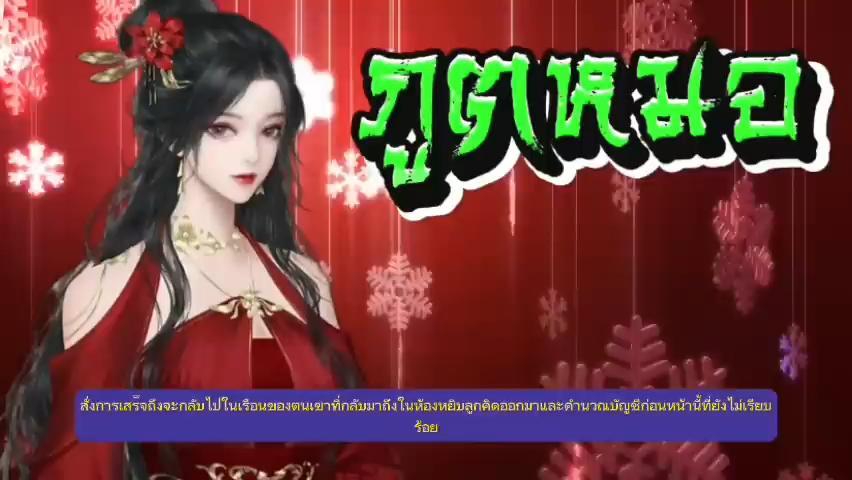 ภูตหมอ
สั่งการเสร็จถึงจะกลับไปในเรือนของตนเขาที่กลับมาถึงในห้องหยิบลูกคิดออกมาและคำนวณบัญชีก่อนหน้านี้ที่ยังไม่เรียบ
ร้อย